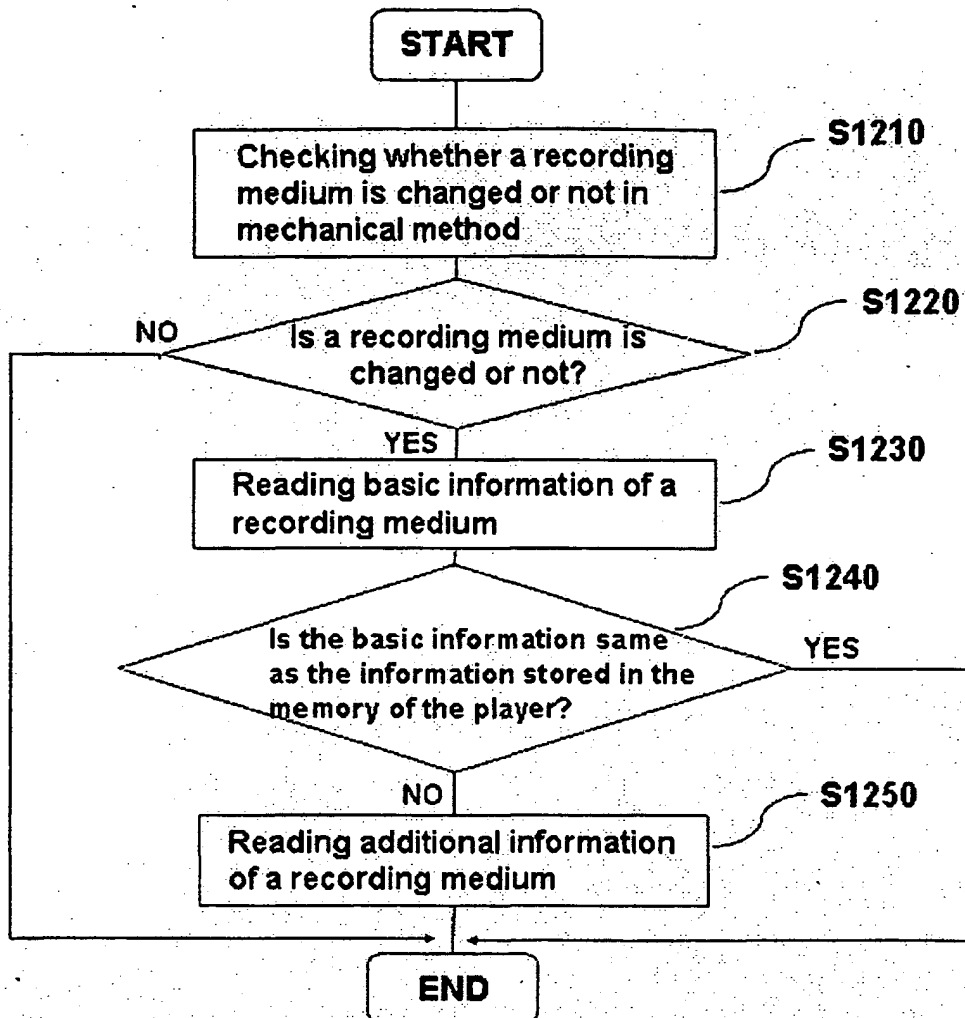 START
S1210
Checking whether a recording
medium is changed or not in
mechanical method
S1220
NO
Is a recording medium is
changed or not?
YES
S1230
Reading basic information of a
recording medium
S1240
Is the basic information same
as the information stored in the
memory of the player?
YES
NO
S1250
Reading additional information
of a recording medium
END